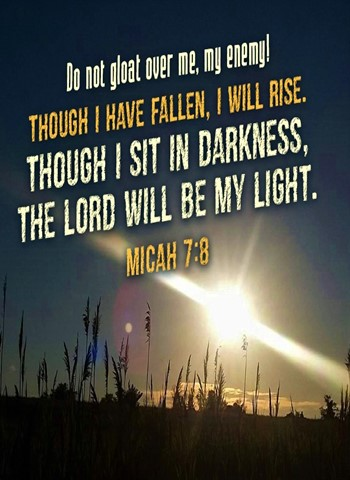 Do not gloat over me, my enemy!
THOUGH I HAVE FALLEN, I WILL RISE.
THOUGH I SIT IN DARKNESS,
THE LORD WILL BE MY LIGHT.
MICAH 7:8